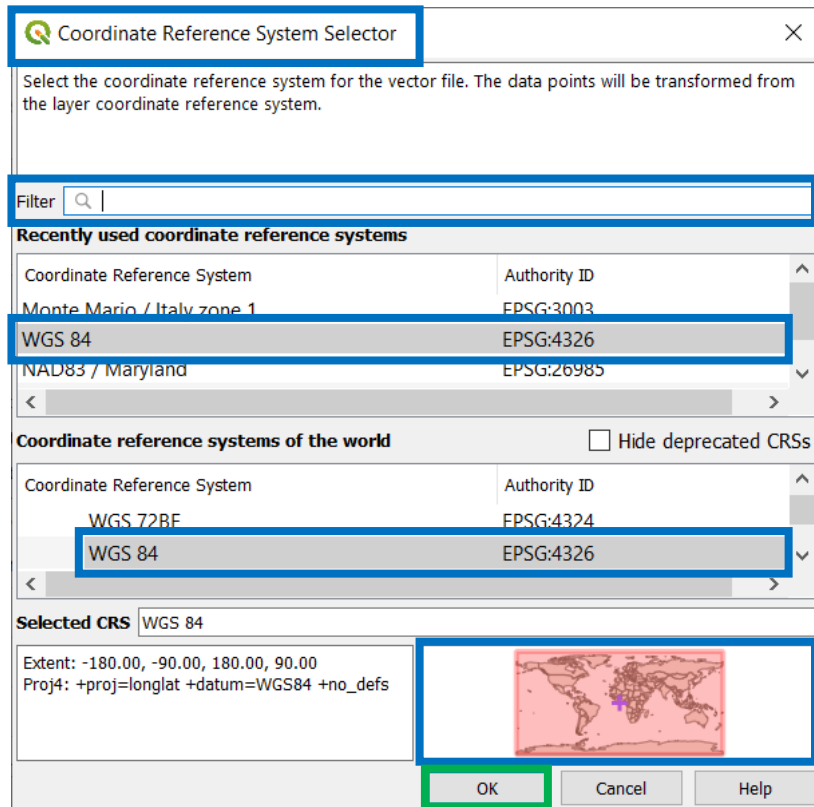 Coordinate Reference System Selector
Select the coordinate reference system for the vector file. The data points will be transformed from
the layer coordinate reference system.
Filter
Recently used coordinate reference systems
Coordinate Reference System Authority ID
Monte Mario / Italy zone 1 EPSG:3003
WGS 84 EPSG:4326
NAD83 / Maryland EPSG:26985
Coordinate reference systems of the world Hide deprecated CRSs
Coordinate Reference System Authority ID
WGS 72BE EPSG:4324
WGS 84 EPSG:4326
Selected CRS WGS 84
Extent: -180.00, -90.00, 180.00, 90.00
Proj4: +proj=longlat +datum=WGS84 +no_defs
OK Cancel Help